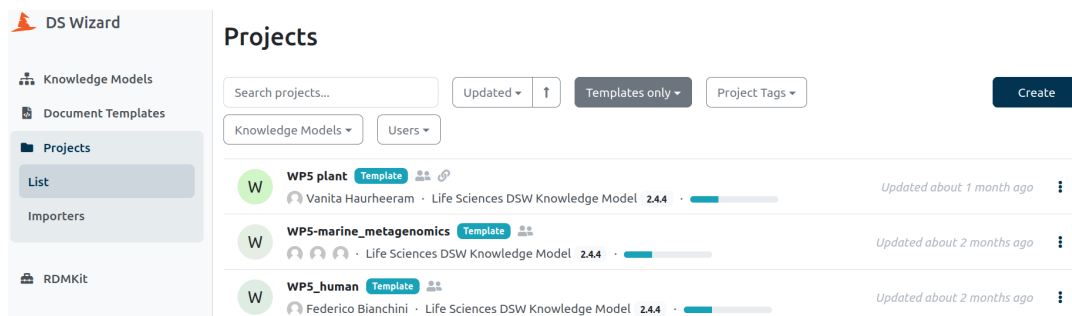 DS Wizard
Knowledge Models
Document Templates
Projects
List
Importers
RDMKit
Projects
Search projects...
Updated
Templates only
Project Tags
Create
Knowledge Models
Users
W
WP5 plant Template
Vanita Haurheeram · Life Sciences DSW Knowledge Model 2.4.4 ·
Updated about 1 month ago
W
WP5-marine_metagenomics Template
· Life Sciences DSW Knowledge Model 2.4.4 ·
Updated about 2 months ago
W
WP5_human Template
Federico Bianchini · Life Sciences DSW Knowledge Model 2.4.4 ·
Updated about 2 months ago